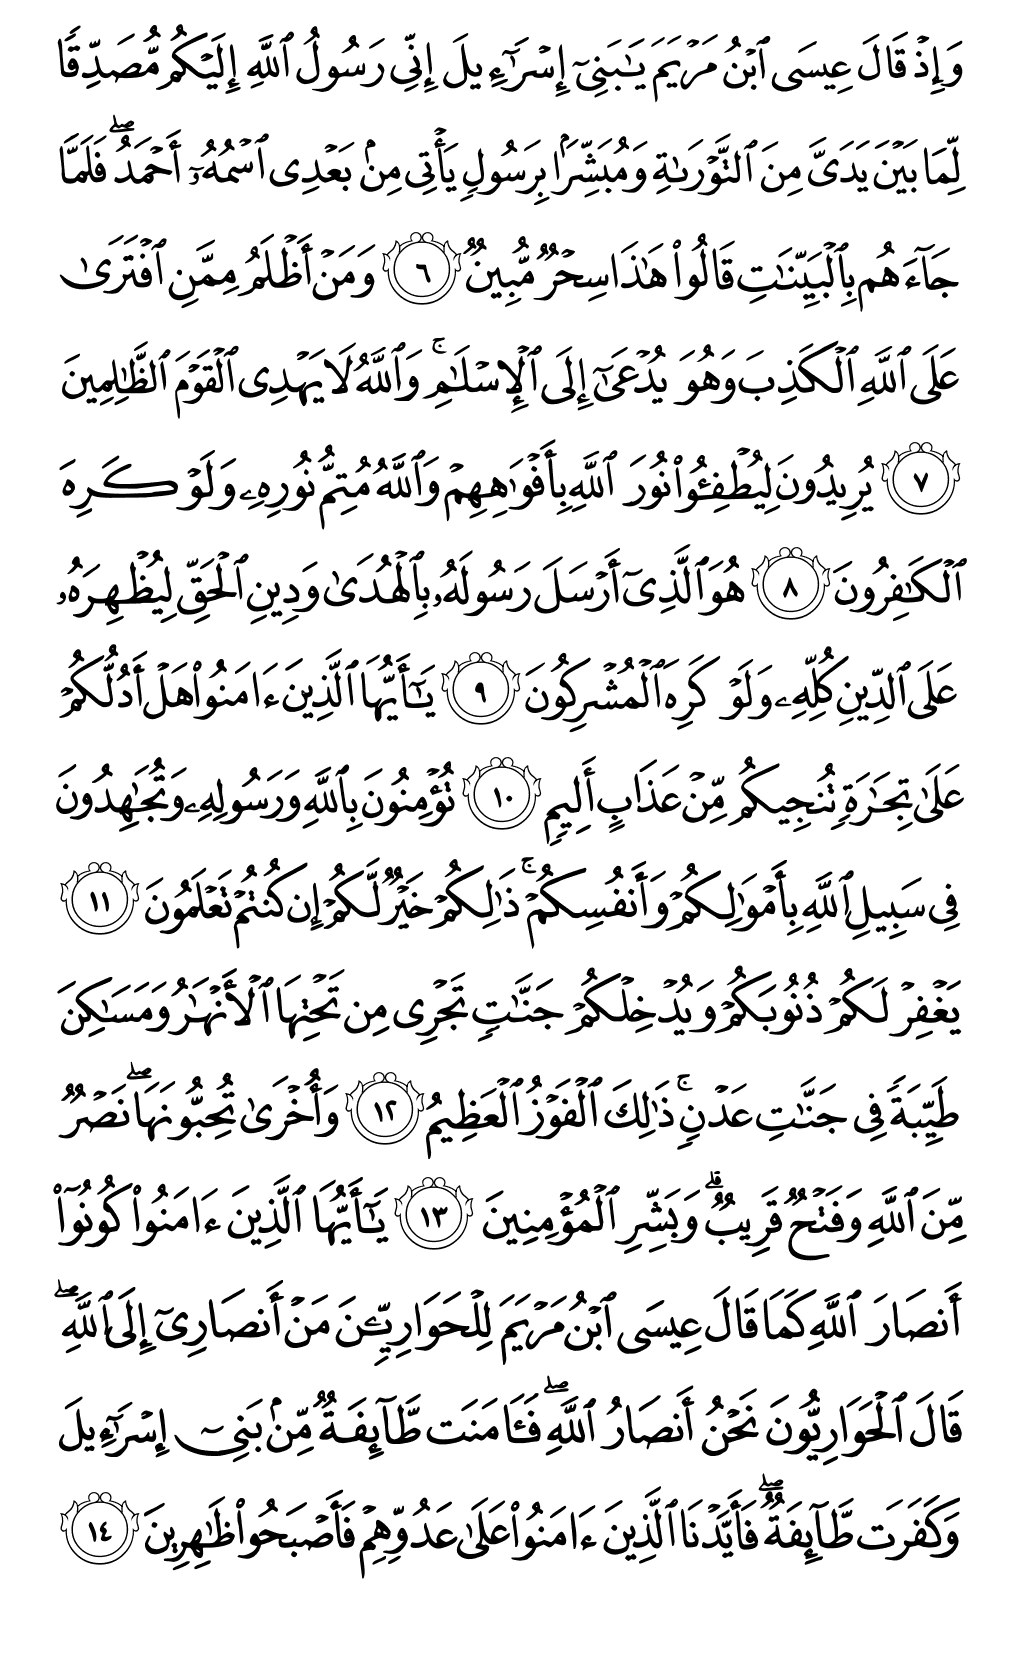 وَإِذْ قَالَ عِيسَى ٱبْنُ مَرْيَمَ يَٰبَنِىٓ إِسْرَٰٓءِيلَ إِنِّى رَسُولُ ٱللَّهِ إِلَيْكُم مُّصَدِّقًا
لِّمَا بَيْنَ يَدَىَّ مِنَ ٱلتَّوْرَىٰةِ وَمُبَشِّرًۢا بِرَسُولٍ يَأْتِى مِنۢ بَعْدِى ٱسْمُهُۥٓ أَحْمَدُ ۖ فَلَمَّا
جَآءَهُم بِٱلْبَيِّنَٰتِ قَالُوا۟ هَٰذَا سِحْرٌ مُّبِينٌ ٦ وَمَنْ أَظْلَمُ مِمَّنِ ٱفْتَرَىٰ
عَلَى ٱللَّهِ ٱلْكَذِبَ وَهُوَ يُدْعَىٰٓ إِلَى ٱلْإِسْلَٰمِ ۚ وَٱللَّهُ لَا يَهْدِى ٱلْقَوْمَ ٱلظَّٰلِمِينَ
٧ يُرِيدُونَ لِيُطْفِـُٔوا۟ نُورَ ٱللَّهِ بِأَفْوَٰهِهِمْ وَٱللَّهُ مُتِمُّ نُورِهِۦ وَلَوْ كَرِهَ
ٱلْكَٰفِرُونَ ٨ هُوَ ٱلَّذِىٓ أَرْسَلَ رَسُولَهُۥ بِٱلْهُدَىٰ وَدِينِ ٱلْحَقِّ لِيُظْهِرَهُۥ
عَلَى ٱلدِّينِ كُلِّهِۦ وَلَوْ كَرِهَ ٱلْمُشْرِكُونَ ٩ يَٰٓأَيُّهَا ٱلَّذِينَ ءَامَنُوا۟ هَلْ أَدُلُّكُمْ
عَلَىٰ تِجَٰرَةٍ تُنجِيكُم مِّنْ عَذَابٍ أَلِيمٍ ١٠ تُؤْمِنُونَ بِٱللَّهِ وَرَسُولِهِۦ وَتُجَٰهِدُونَ
فِى سَبِيلِ ٱللَّهِ بِأَمْوَٰلِكُمْ وَأَنفُسِكُمْ ۚ ذَٰلِكُمْ خَيْرٌ لَّكُمْ إِن كُنتُمْ تَعْلَمُونَ ١١
يَغْفِرْ لَكُمْ ذُنُوبَكُمْ وَيُدْخِلْكُمْ جَنَّٰتٍ تَجْرِى مِن تَحْتِهَا ٱلْأَنْهَٰرُ وَمَسَٰكِنَ
طَيِّبَةً فِى جَنَّٰتِ عَدْنٍ ۚ ذَٰلِكَ ٱلْفَوْزُ ٱلْعَظِيمُ ١٢ وَأُخْرَىٰ تُحِبُّونَهَا ۖ نَصْرٌ
مِّنَ ٱللَّهِ وَفَتْحٌ قَرِيبٌ ۗ وَبَشِّرِ ٱلْمُؤْمِنِينَ ١٣ يَٰٓأَيُّهَا ٱلَّذِينَ ءَامَنُوا۟ كُونُوٓا۟
أَنصَارَ ٱللَّهِ كَمَا قَالَ عِيسَى ٱبْنُ مَرْيَمَ لِلْحَوَارِيِّـۧنَ مَنْ أَنصَارِىٓ إِلَى ٱللَّهِ ۖ
قَالَ ٱلْحَوَارِيُّونَ نَحْنُ أَنصَارُ ٱللَّهِ ۖ فَـَٔامَنَت طَّآئِفَةٌ مِّنۢ بَنِىٓ إِسْرَٰٓءِيلَ
وَكَفَرَت طَّآئِفَةٌ ۖ فَأَيَّدْنَا ٱلَّذِينَ ءَامَنُوا۟ عَلَىٰ عَدُوِّهِمْ فَأَصْبَحُوا۟ ظَٰهِرِينَ ١٤